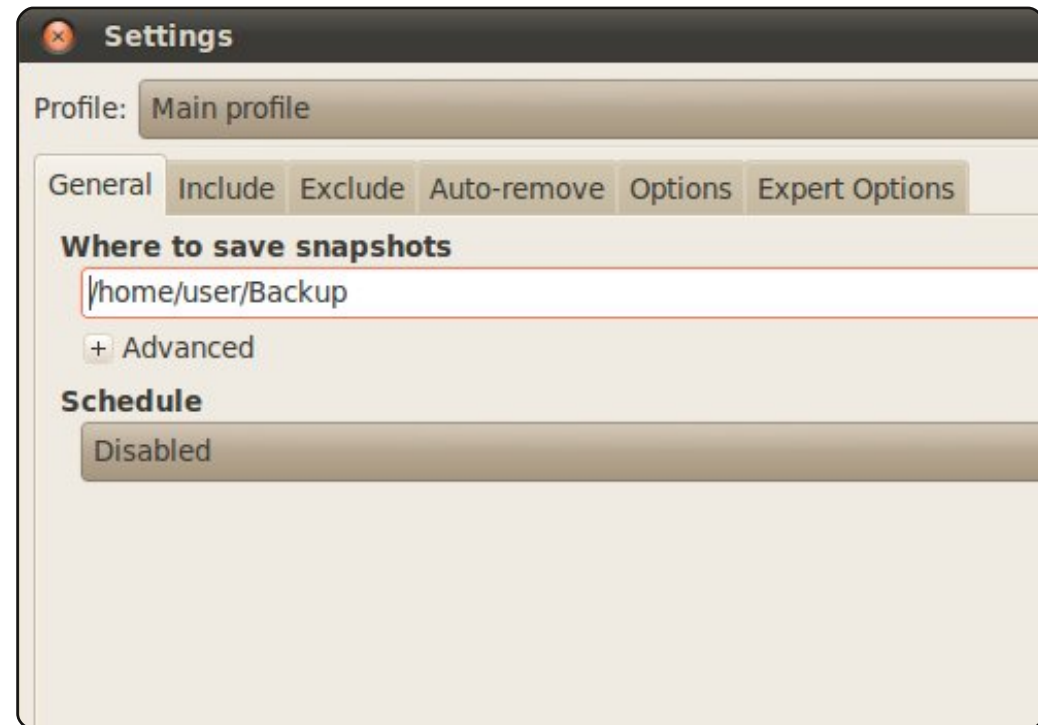 Settings
Profile: Main profile
General Include Exclude Auto-remove Options Expert Options
Where to save snapshots
/home/user/Backup
+ Advanced
Schedule
Disabled